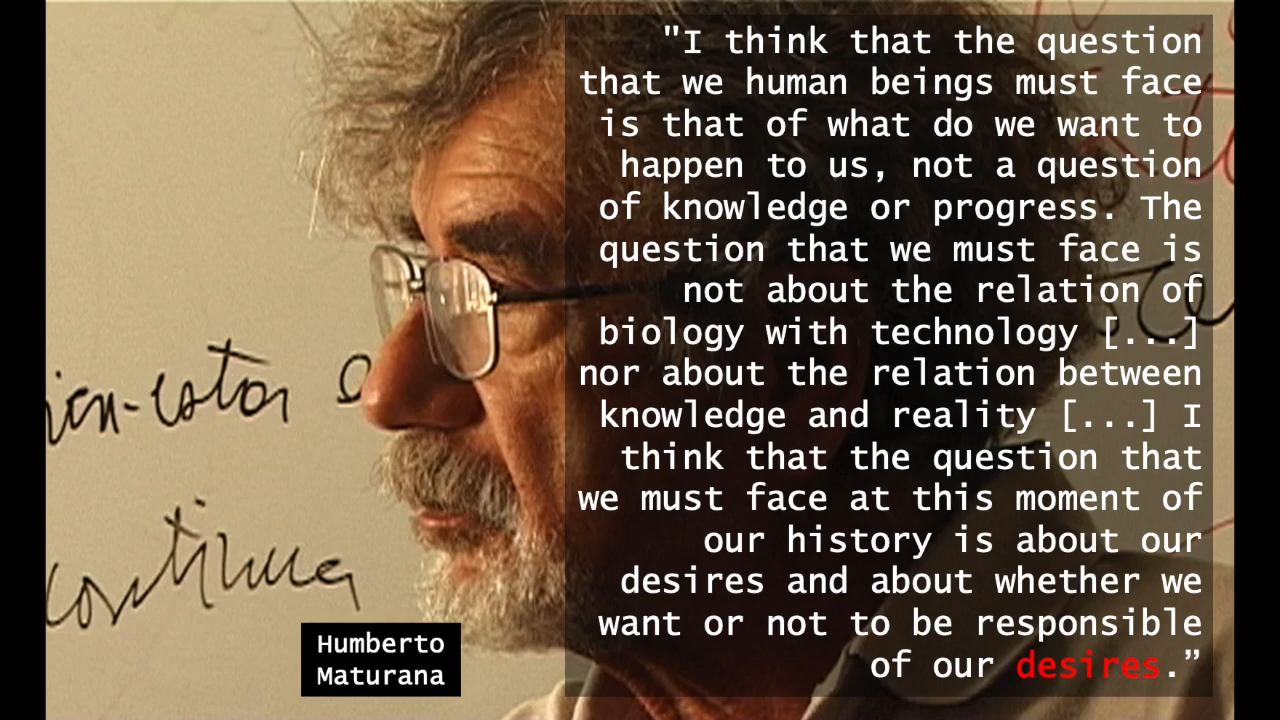 "I think that the question
that we human beings must face
is that of what do we want to
happen to us, not a question
of knowledge or progress. The
question that we must face is
not about the relation of
biology with technology [...]
nor about the relation between
knowledge and reality [...] I
think that the question that
we must face at this moment of
our history is about our
desires and about whether we
want or not to be responsible
of our desires.”
continua
Humberto
Maturana